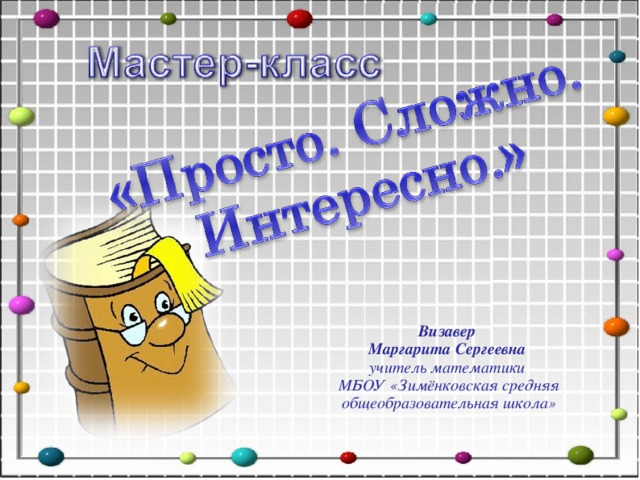 Мастер-класс
«Просто. Сложно.
Интересно.»
Визавер
Маргарита Сергеевна
учитель математики
МБОУ «Зимёнковская средняя
общеобразовательная школа»